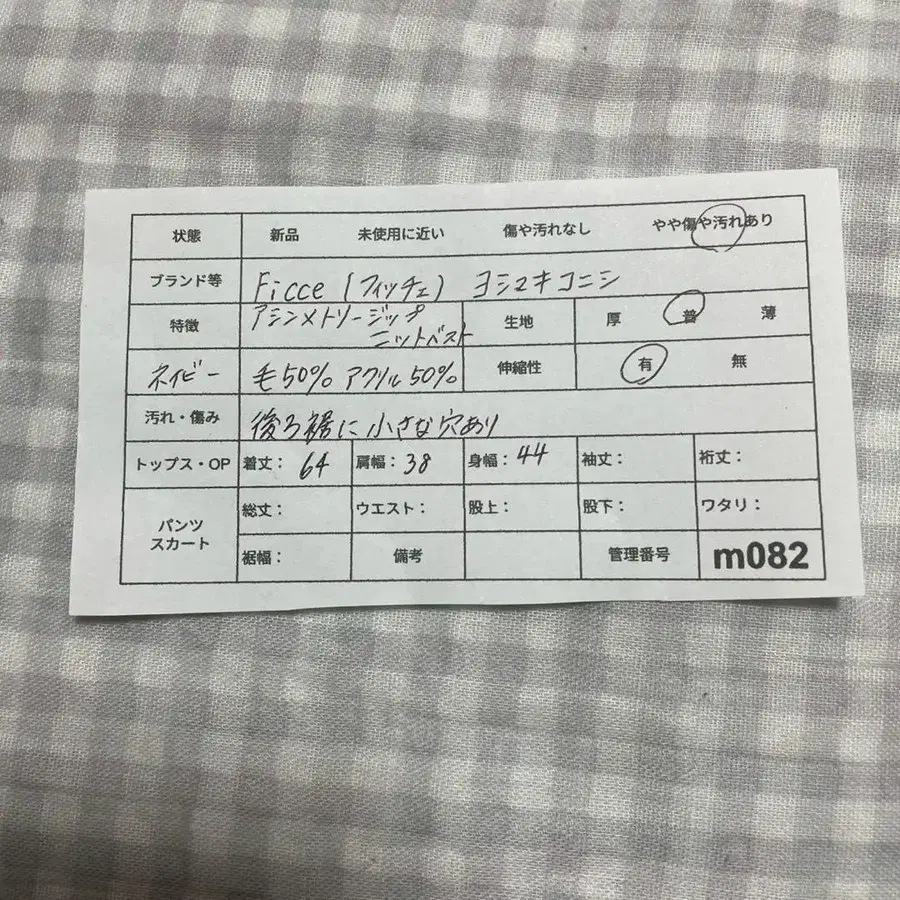 状態 新品 未使用に近い 傷や汚れなし やや傷や汚れあり
ブランド等 Ficce (フィッチェ) ヨシユキコニシ
特徴 アシンメトリージップ 生地 厚 普 薄
ニットベスト
ネイビー 毛50% アクリル50% 伸縮性 有 無
汚れ・傷み 後ろ裾に小さな穴あり
トップス・OP 着丈: 64 肩幅: 38 身幅: 44 袖丈: 裄丈:
パンツ 総丈: ウエスト: 股上: 股下: ワタリ:
スカート 裾幅: 備考 管理番号 m082